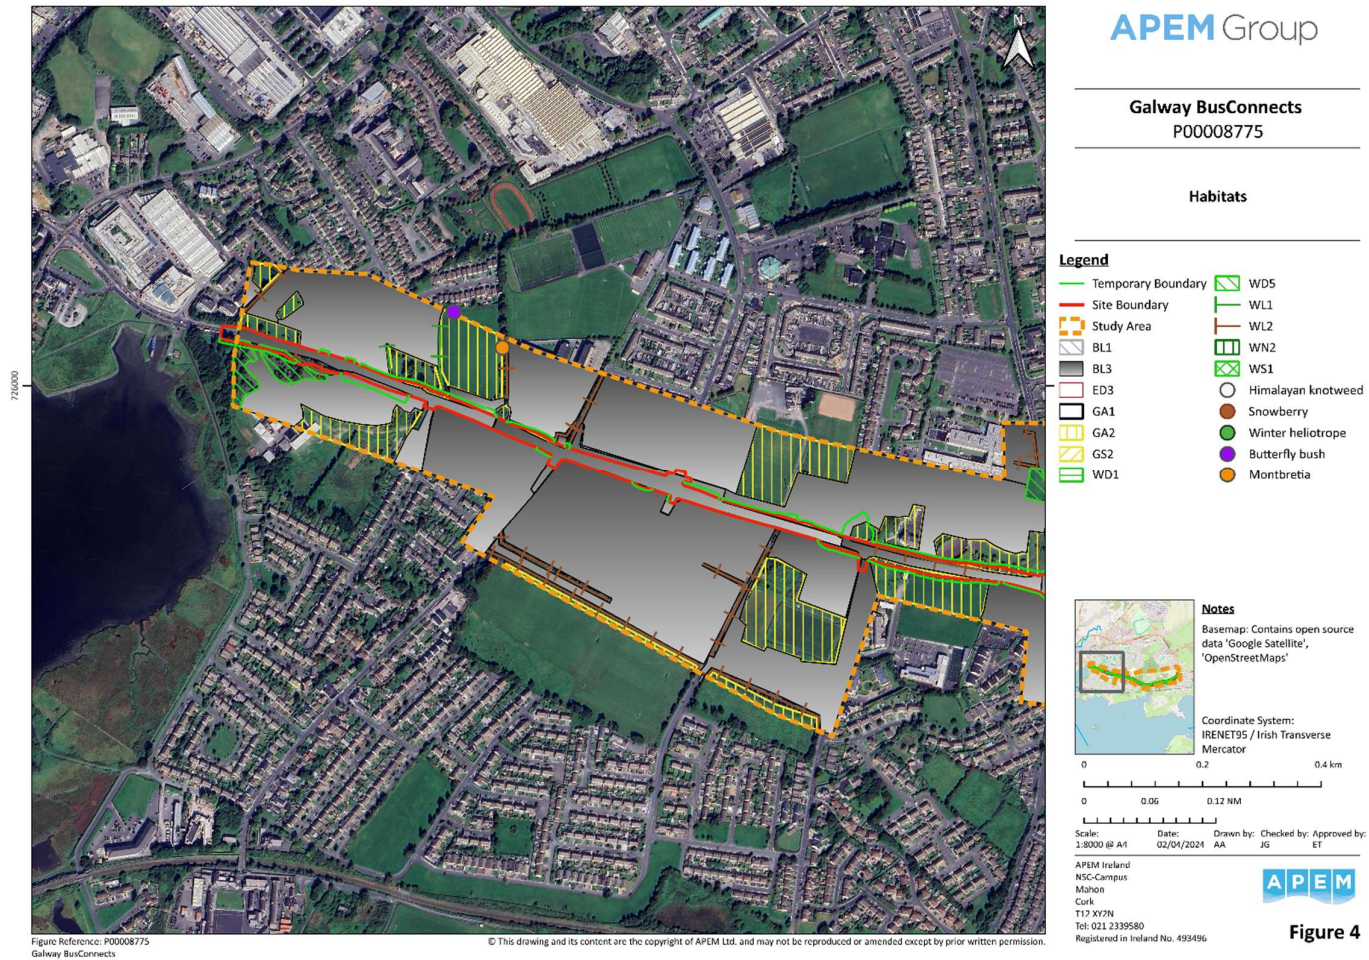 N
726000
APEM Group
Galway BusConnects
P00008775
Habitats
Legend
Temporary Boundary
Site Boundary
Study Area
BL1
BL3
ED3
GA1
GA2
GS2
WD1
WD5
WL1
WL2
WN2
WS1
Himalayan knotweed
Snowberry
Winter heliotrope
Butterfly bush
Montbretia
Notes
Basemap: Contains open source
data 'Google Satellite',
'OpenStreetMaps'
Coordinate System:
IRENET95 / Irish Transverse
Mercator
0 0.2 0.4 km
0 0.06 0.12 NM
Scale: Date: Drawn by: Checked by: Approved by:
1:8000 @ A4 02/04/2024 AA JG ET
APEM Ireland
NSC-Campus
Mahon
Cork
T12 XY2N
Tel: 021 2339580
Registered in Ireland No. 493496
APEM
Figure 4
Figure Reference: P00008775
Galway BusConnects
© This drawing and its content are the copyright of APEM Ltd. and may not be reproduced or amended except by prior written permission.